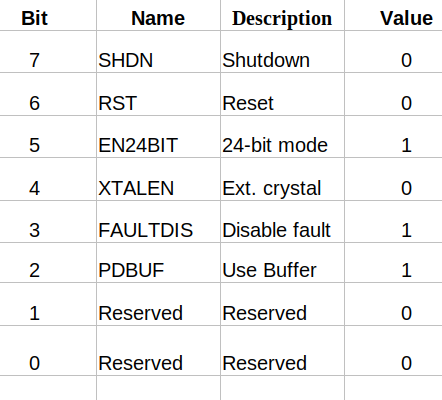 Bit Name Description Value
7 SHDN Shutdown 0
6 RST Reset 0
5 EN24BIT 24-bit mode 1
4 XTALEN Ext. crystal 0
3 FAULTDIS Disable fault 1
2 PDBUF Use Buffer 1
1 Reserved Reserved 0
0 Reserved Reserved 0